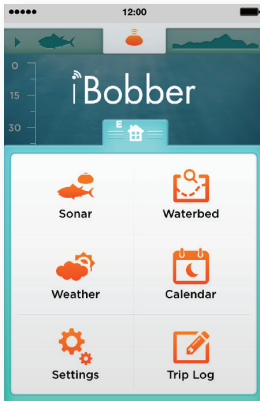 12:00
0
15
30
iBobber
E
Sonar
Waterbed
Weather
Calendar
Settings
Trip Log